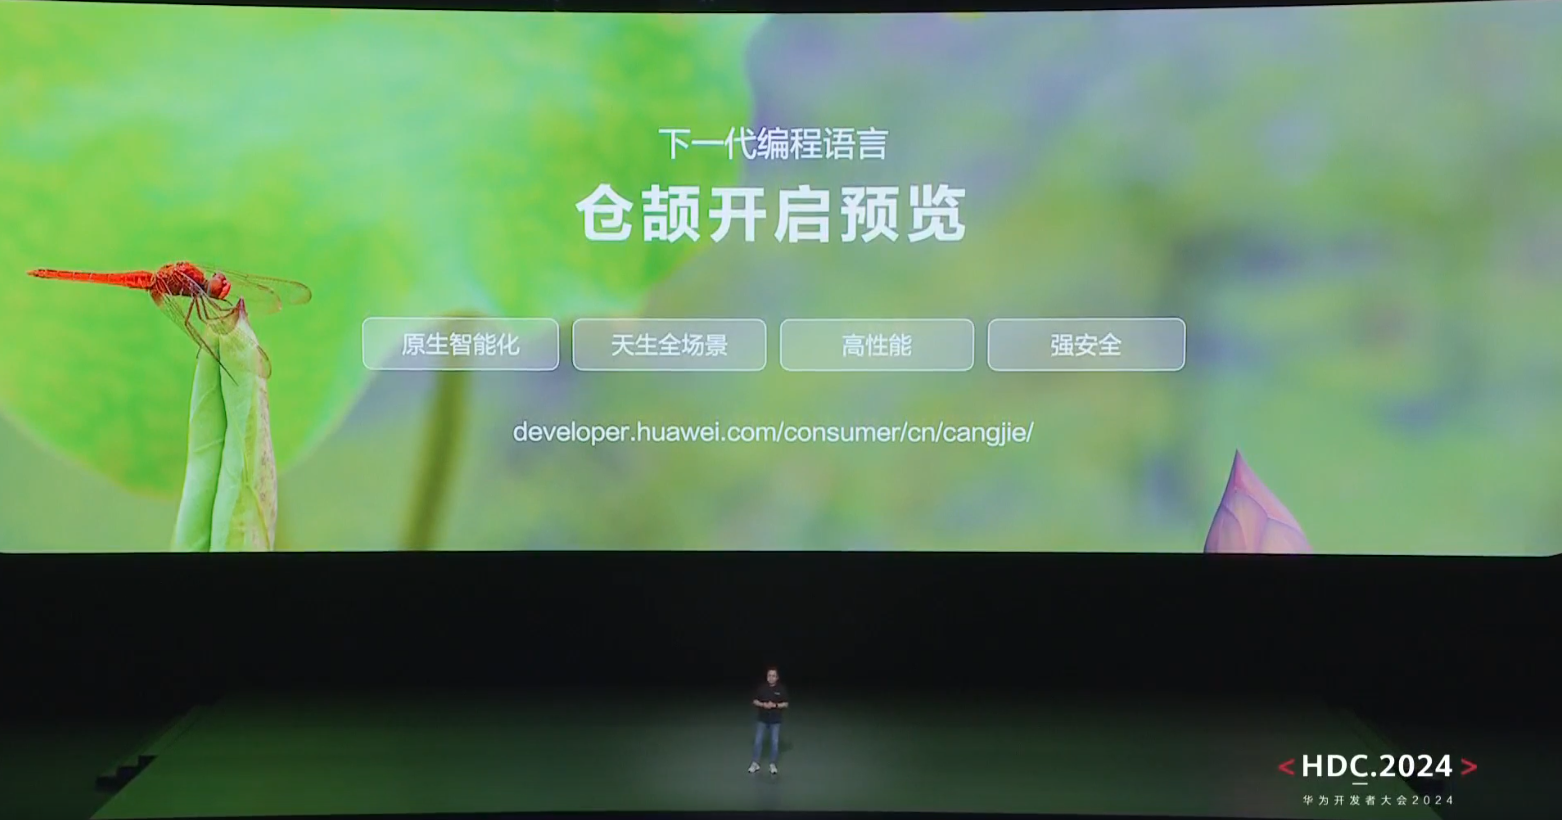 下一代编程语言
仓颉开启预览
原生智能化 天生全场景 高性能 强安全
developer.huawei.com/consumer/cn/cangjie/
<HDC.2024>
华为开发者大会2024